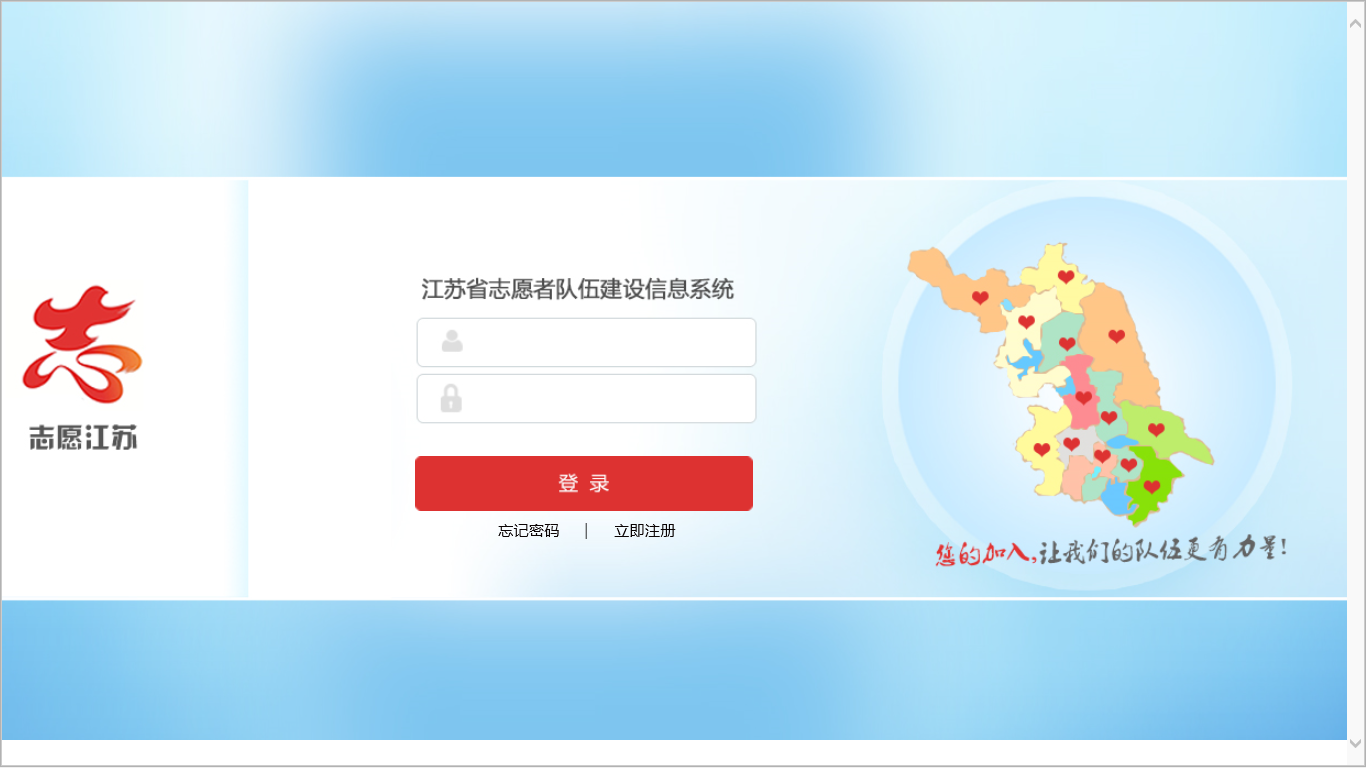 志愿江苏
江苏省志愿者队伍建设信息系统
登 录
忘记密码 | 立即注册
您的加入,让我们的队伍更有力量!